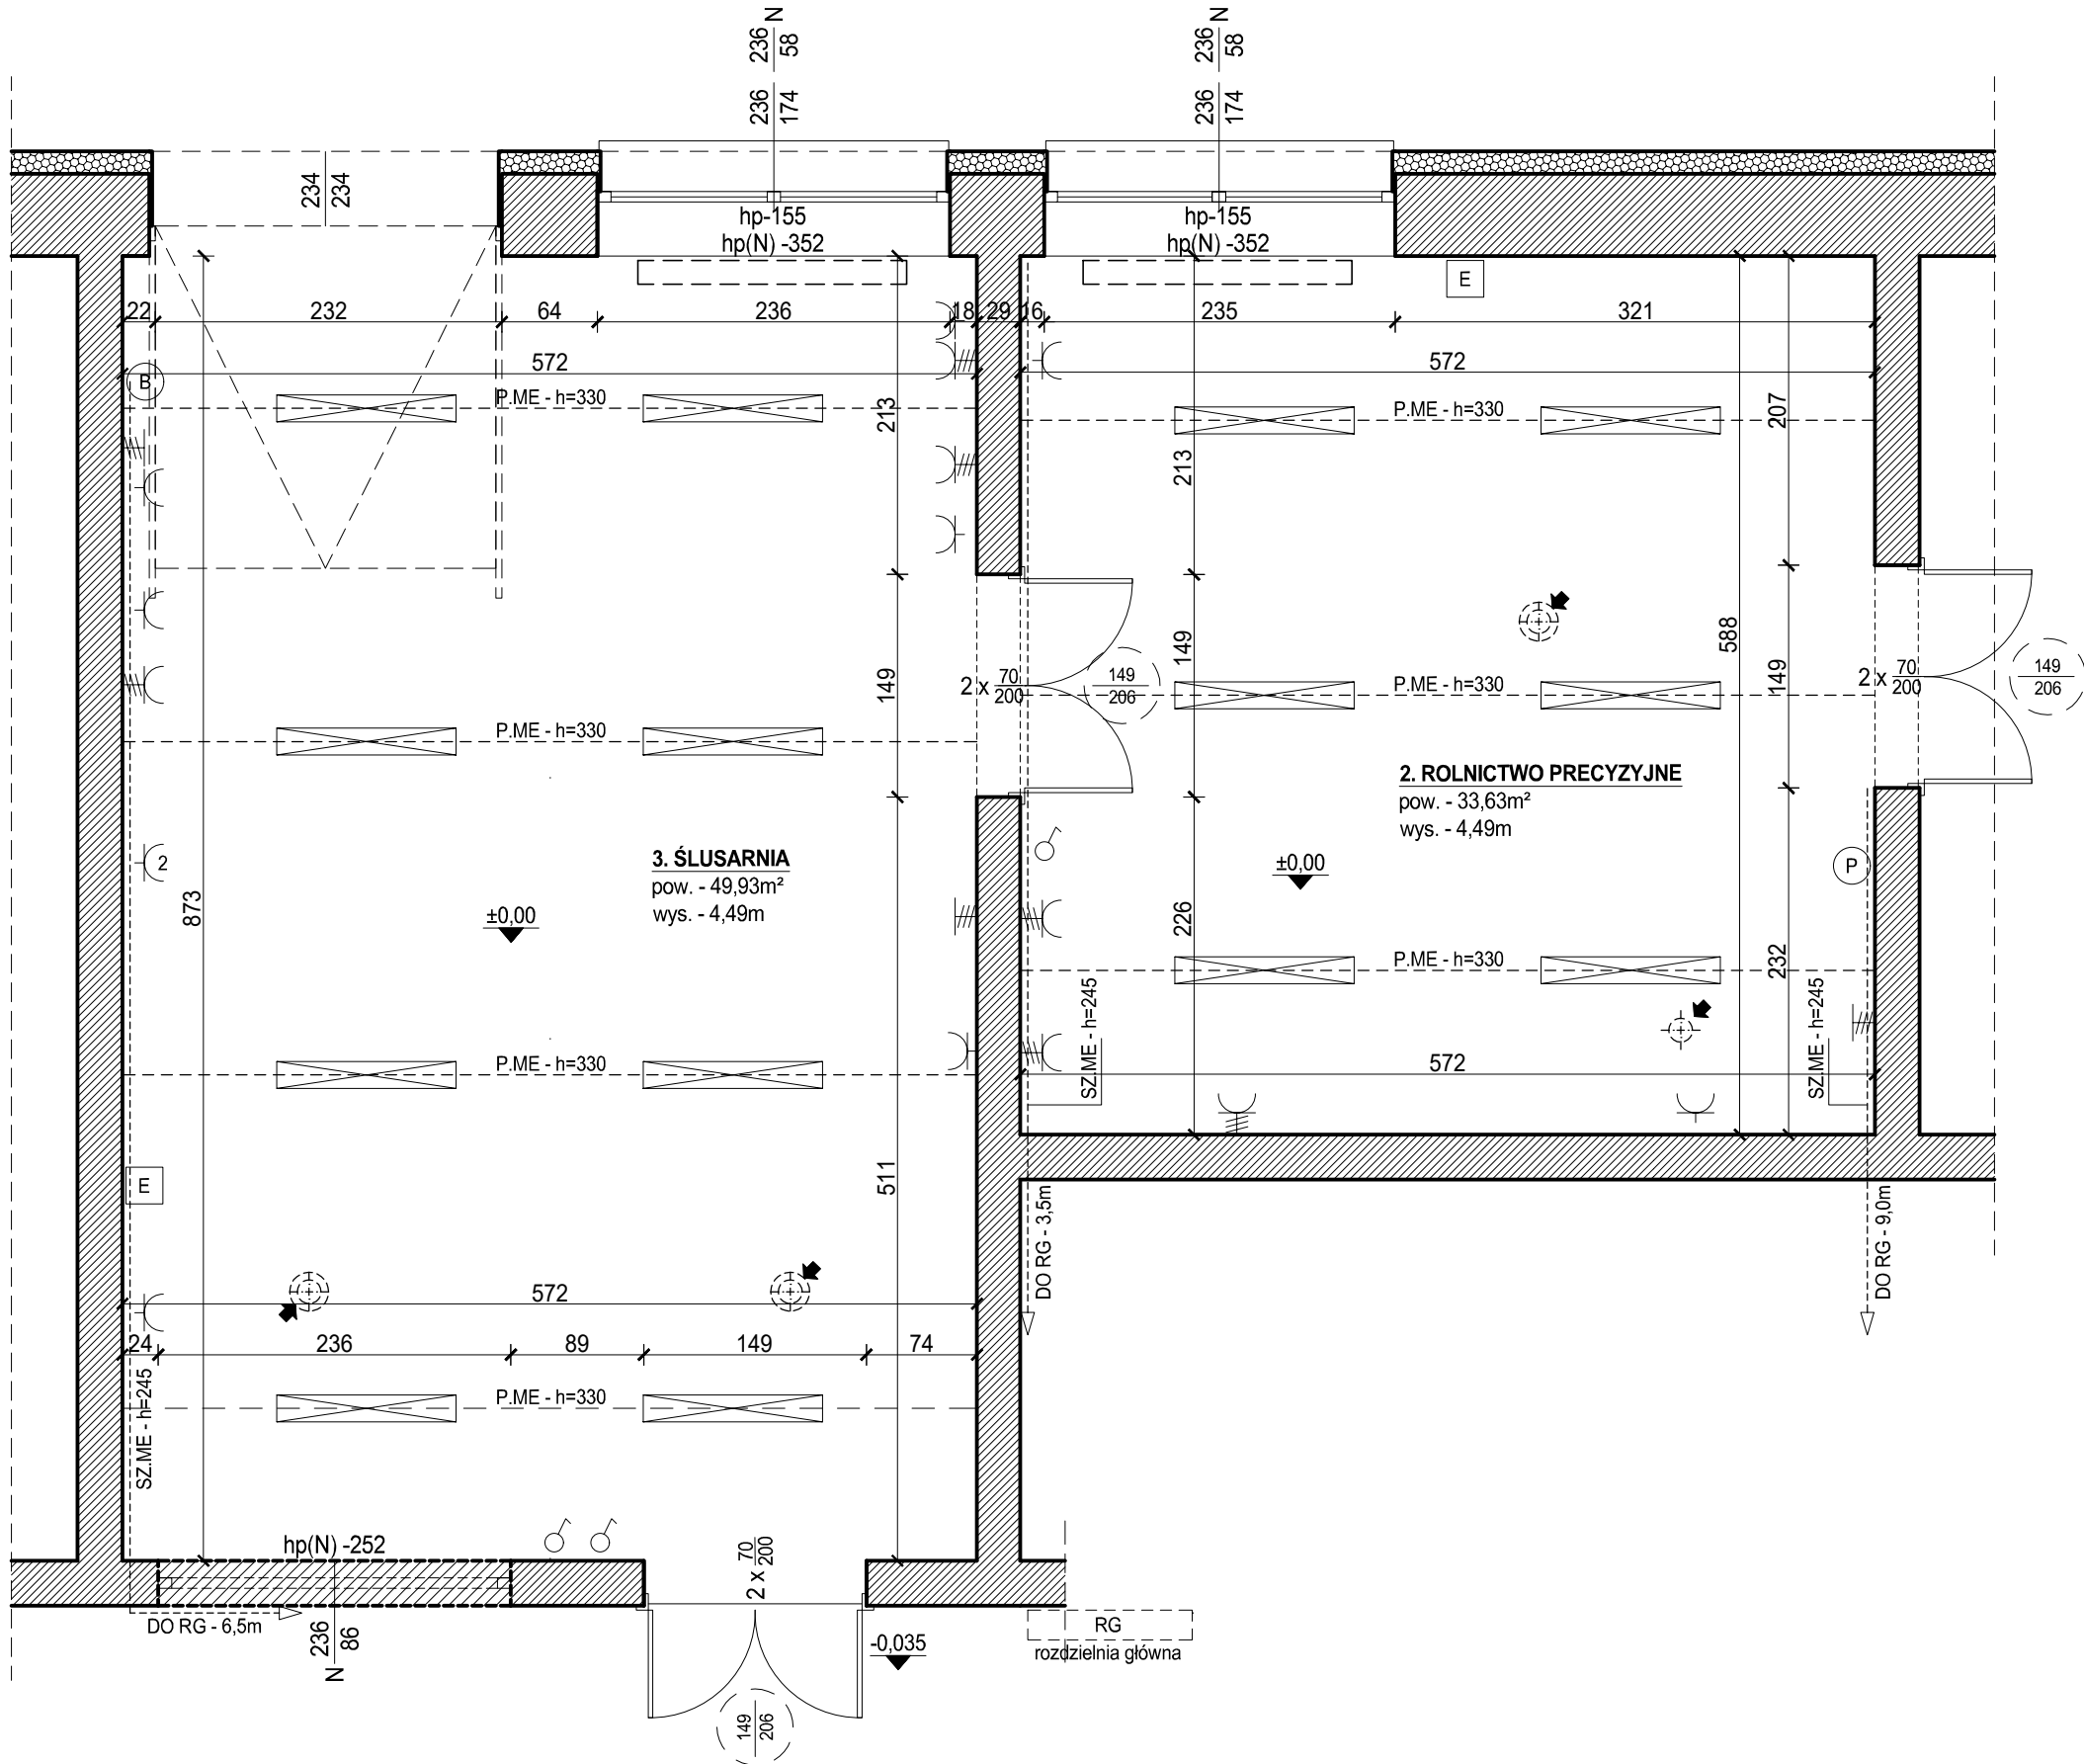 236
58
N
236
174
236
58
N
236
174
234
234
hp-155
hp(N) -352
hp-155
hp(N) -352
E
22
232
64
236
18
29
16
235
321
572
572
B
P.ME - h=330
P.ME - h=330
213
213
207
149
149
588
149
2 x 70/200
149
206
2 x 70/200
149
206
P.ME - h=330
P.ME - h=330
2. ROLNICTWO PRECYZYJNE
pow. - 33,63m²
wys. - 4,49m
3. ŚLUSARNIA
pow. - 49,93m²
wys. - 4,49m
2
873
±0,00
±0,00
P
226
232
P.ME - h=330
P.ME - h=330
SZ.ME - h=245
SZ.ME - h=245
572
E
511
DO RG - 3,5m
DO RG - 9,0m
572
24
236
89
149
74
P.ME - h=330
SZ.ME - h=245
hp(N) -252
2 x 70/200
DO RG - 6,5m
236
86
N
-0,035
RG
rozdzielnia główna
149
206